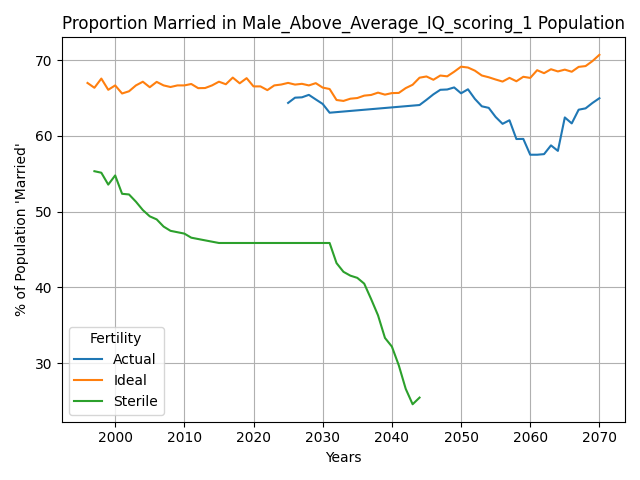 Proportion Married in Male_Above_Average_IQ_scoring_1 Population
% of Population 'Married'
70
60
50
40
30
Fertility
Actual
Ideal
Sterile
2000
2010
2020
2030
2040
2050
2060
2070
Years